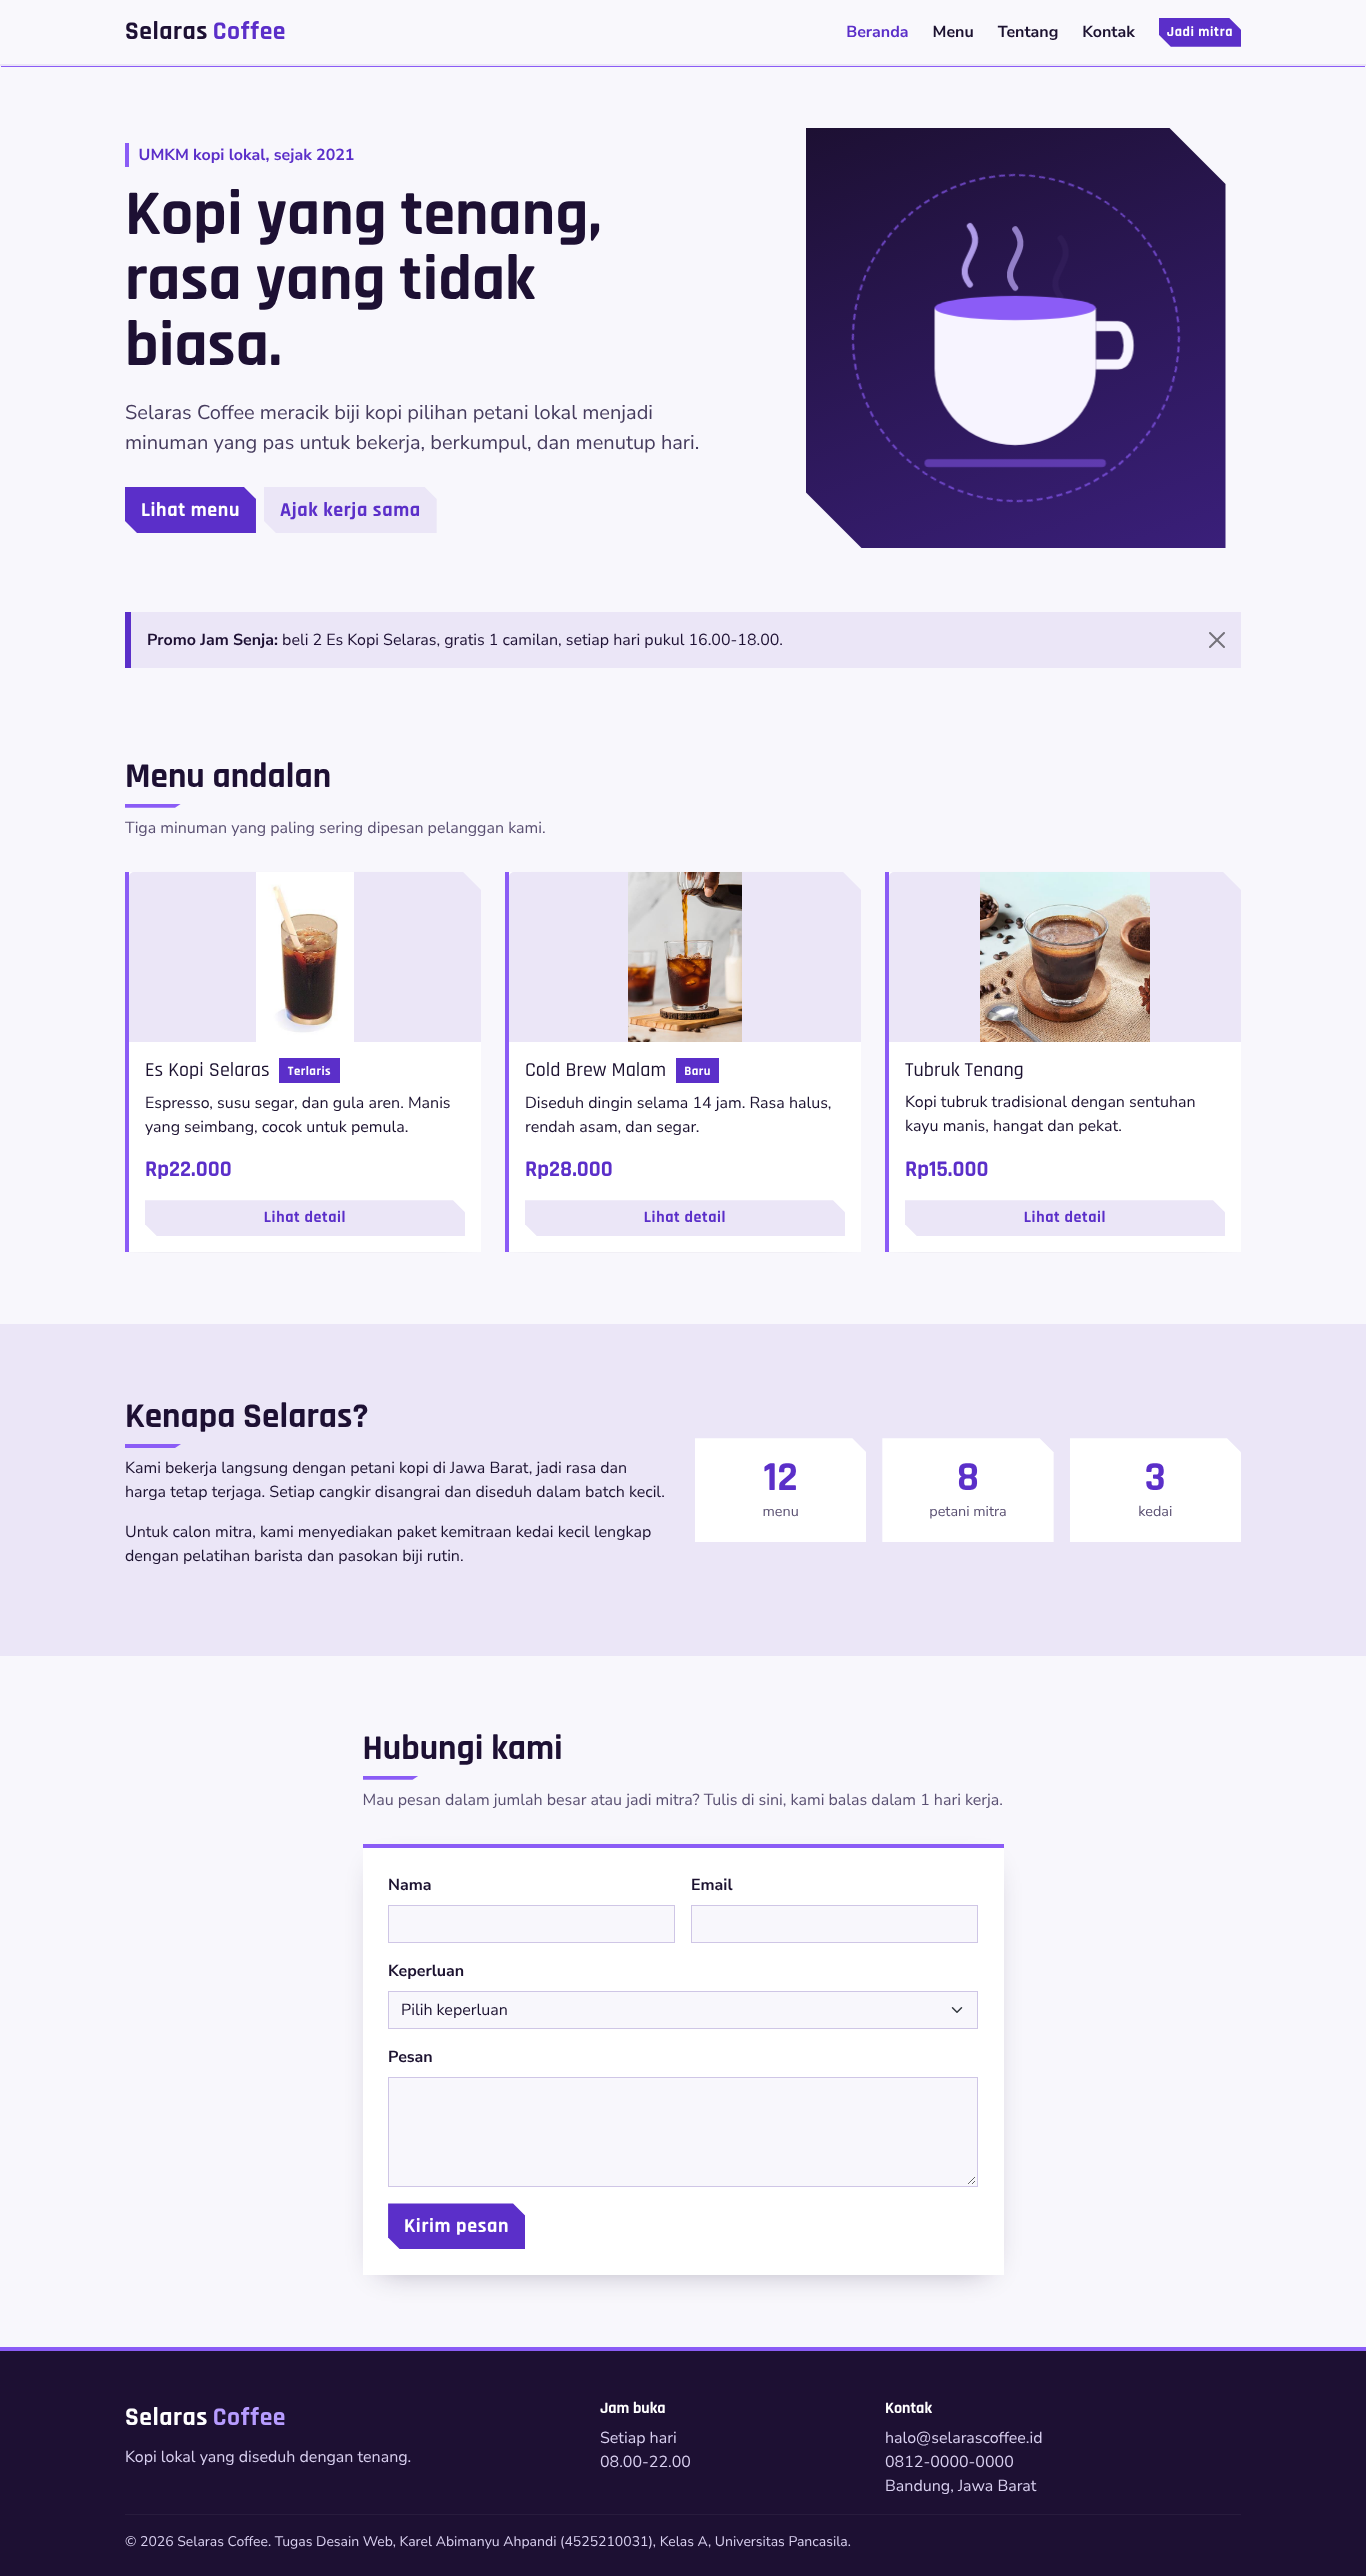 Selaras Coffee
Beranda Menu Tentang Kontak Jadi mitra
UMKM kopi lokal, sejak 2021
Kopi yang tenang,
rasa yang tidak
biasa.
Selaras Coffee meracik biji kopi pilihan petani lokal menjadi
minuman yang pas untuk bekerja, berkumpul, dan menutup hari.
Lihat menu Ajak kerja sama
Promo Jam Senja: beli 2 Es Kopi Selaras, gratis 1 camilan, setiap hari pukul 16.00-18.00.
Menu andalan
Tiga minuman yang paling sering dipesan pelanggan kami.
Es Kopi Selaras Terlaris
Espresso, susu segar, dan gula aren. Manis
yang seimbang, cocok untuk pemula.
Rp22.000
Lihat detail
Cold Brew Malam Baru
Diseduh dingin selama 14 jam. Rasa halus,
rendah asam, dan segar.
Rp28.000
Lihat detail
Tubruk Tenang
Kopi tubruk tradisional dengan sentuhan
kayu manis, hangat dan pekat.
Rp15.000
Lihat detail
Kenapa Selaras?
Kami bekerja langsung dengan petani kopi di Jawa Barat, jadi rasa dan
harga tetap terjaga. Setiap cangkir disangrai dan diseduh dalam batch kecil.
Untuk calon mitra, kami menyediakan paket kemitraan kedai kecil lengkap
dengan pelatihan barista dan pasokan biji rutin.
12
menu
8
petani mitra
3
kedai
Hubungi kami
Mau pesan dalam jumlah besar atau jadi mitra? Tulis di sini, kami balas dalam 1 hari kerja.
Nama
Email
Keperluan
Pilih keperluan
Pesan
Kirim pesan
Selaras Coffee
Kopi lokal yang diseduh dengan tenang.
Jam buka
Setiap hari
08.00-22.00
Kontak
halo@selarascoffee.id
0812-0000-0000
Bandung, Jawa Barat
© 2026 Selaras Coffee. Tugas Desain Web, Karel Abimanyu Ahpandi (4525210031), Kelas A, Universitas Pancasila.